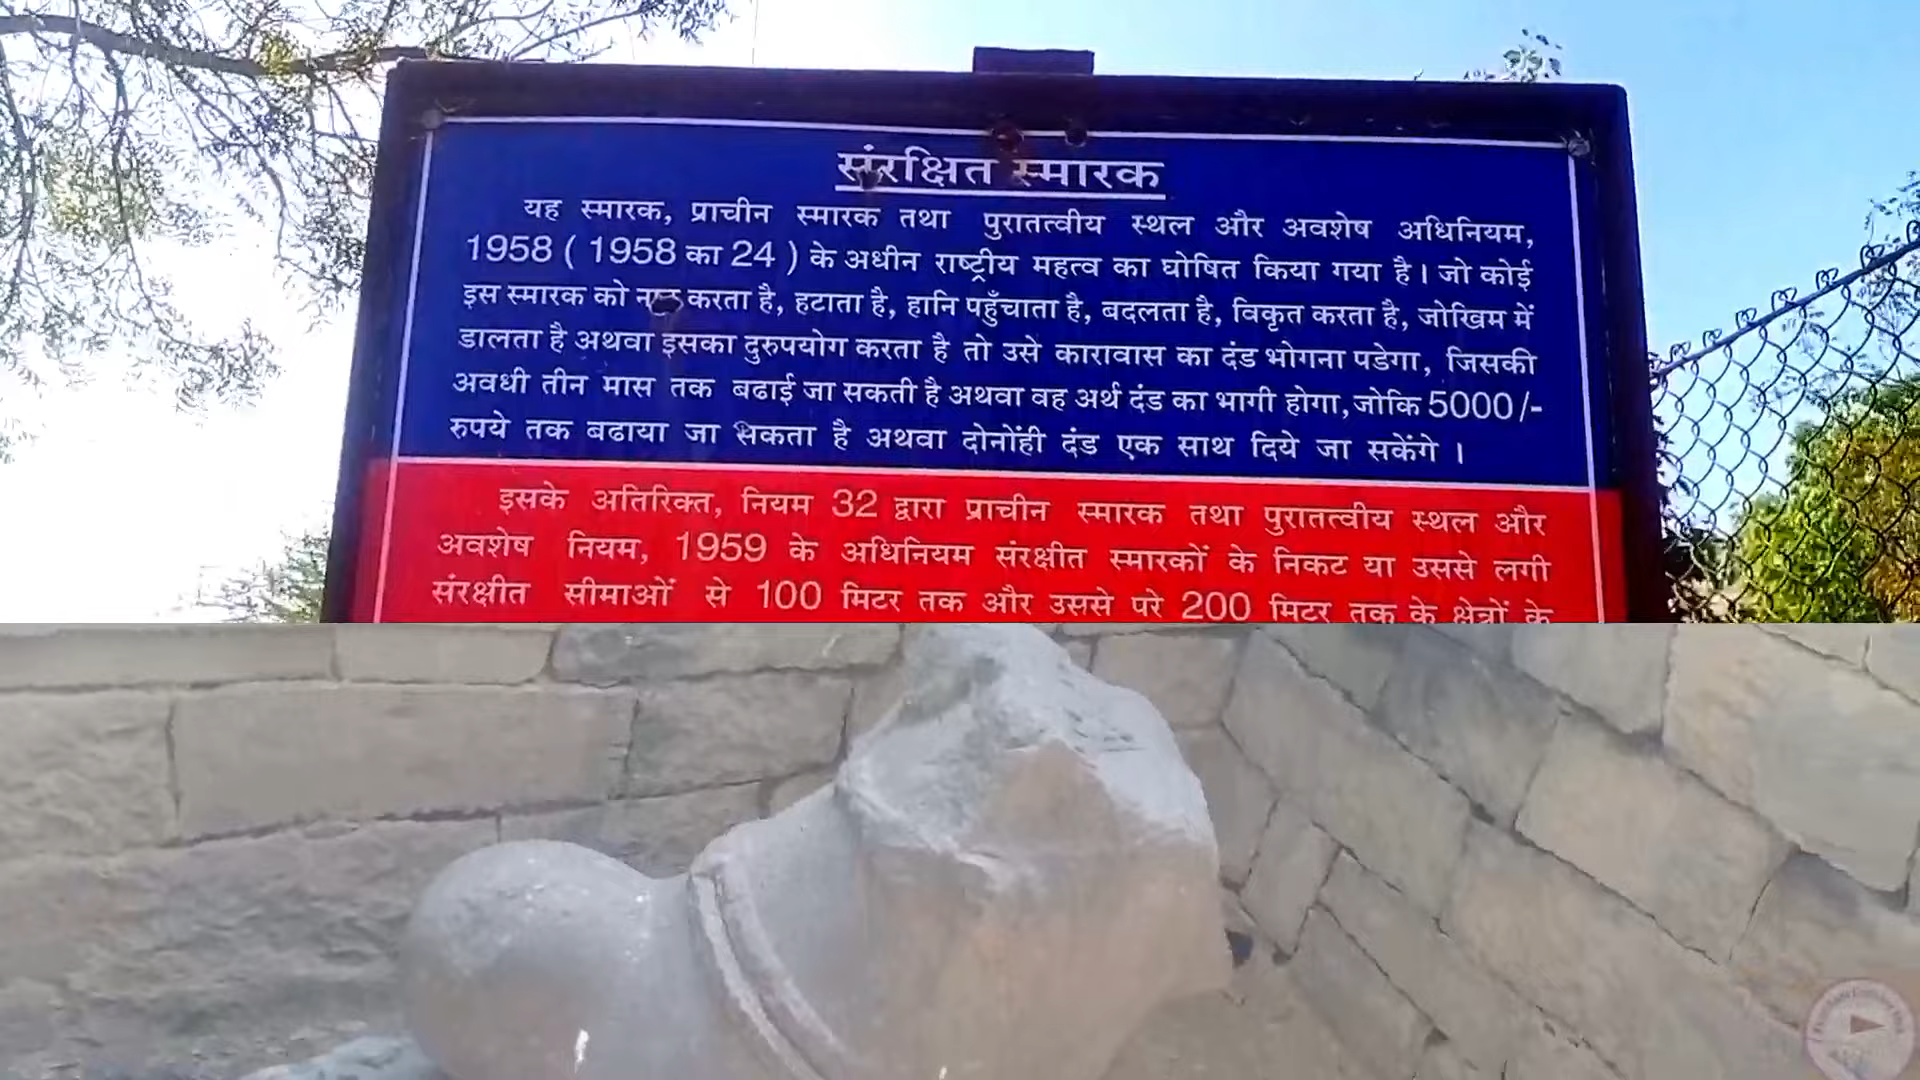 संरक्षित स्मारक
यह स्मारक, प्राचीन स्मारक तथा पुरातत्वीय स्थल और अवशेष अधिनियम,
1958 ( 1958 का 24 ) के अधीन राष्ट्रीय महत्व का घोषित किया गया है। जो कोई
इस स्मारक को करता है, हटाता है, हानि पहुँचाता है, बदलता है, विकृत करता है, जोखिम में
डालता है अथवा इसका दुरुपयोग करता है तो उसे कारावास का दंड भोगना पडेगा, जिसकी
अवधी तीन मास तक बढाई जा सकती है अथवा वह अर्थ दंड का भागी होगा, जोकि 5000/-
रुपये तक बढाया जा सकता है अथवा दोनोंही दंड एक साथ दिये जा सकेंगे ।
इसके अतिरिक्त, नियम 32 द्वारा प्राचीन स्मारक तथा पुरातत्वीय स्थल और
अवशेष नियम, 1959 के अधिनियम संरक्षीत स्मारकों के निकट या उससे लगी
संरक्षीत सीमाओं से 100 मिटर तक और उससे परे 200 मिटर तक के क्षेत्रों के